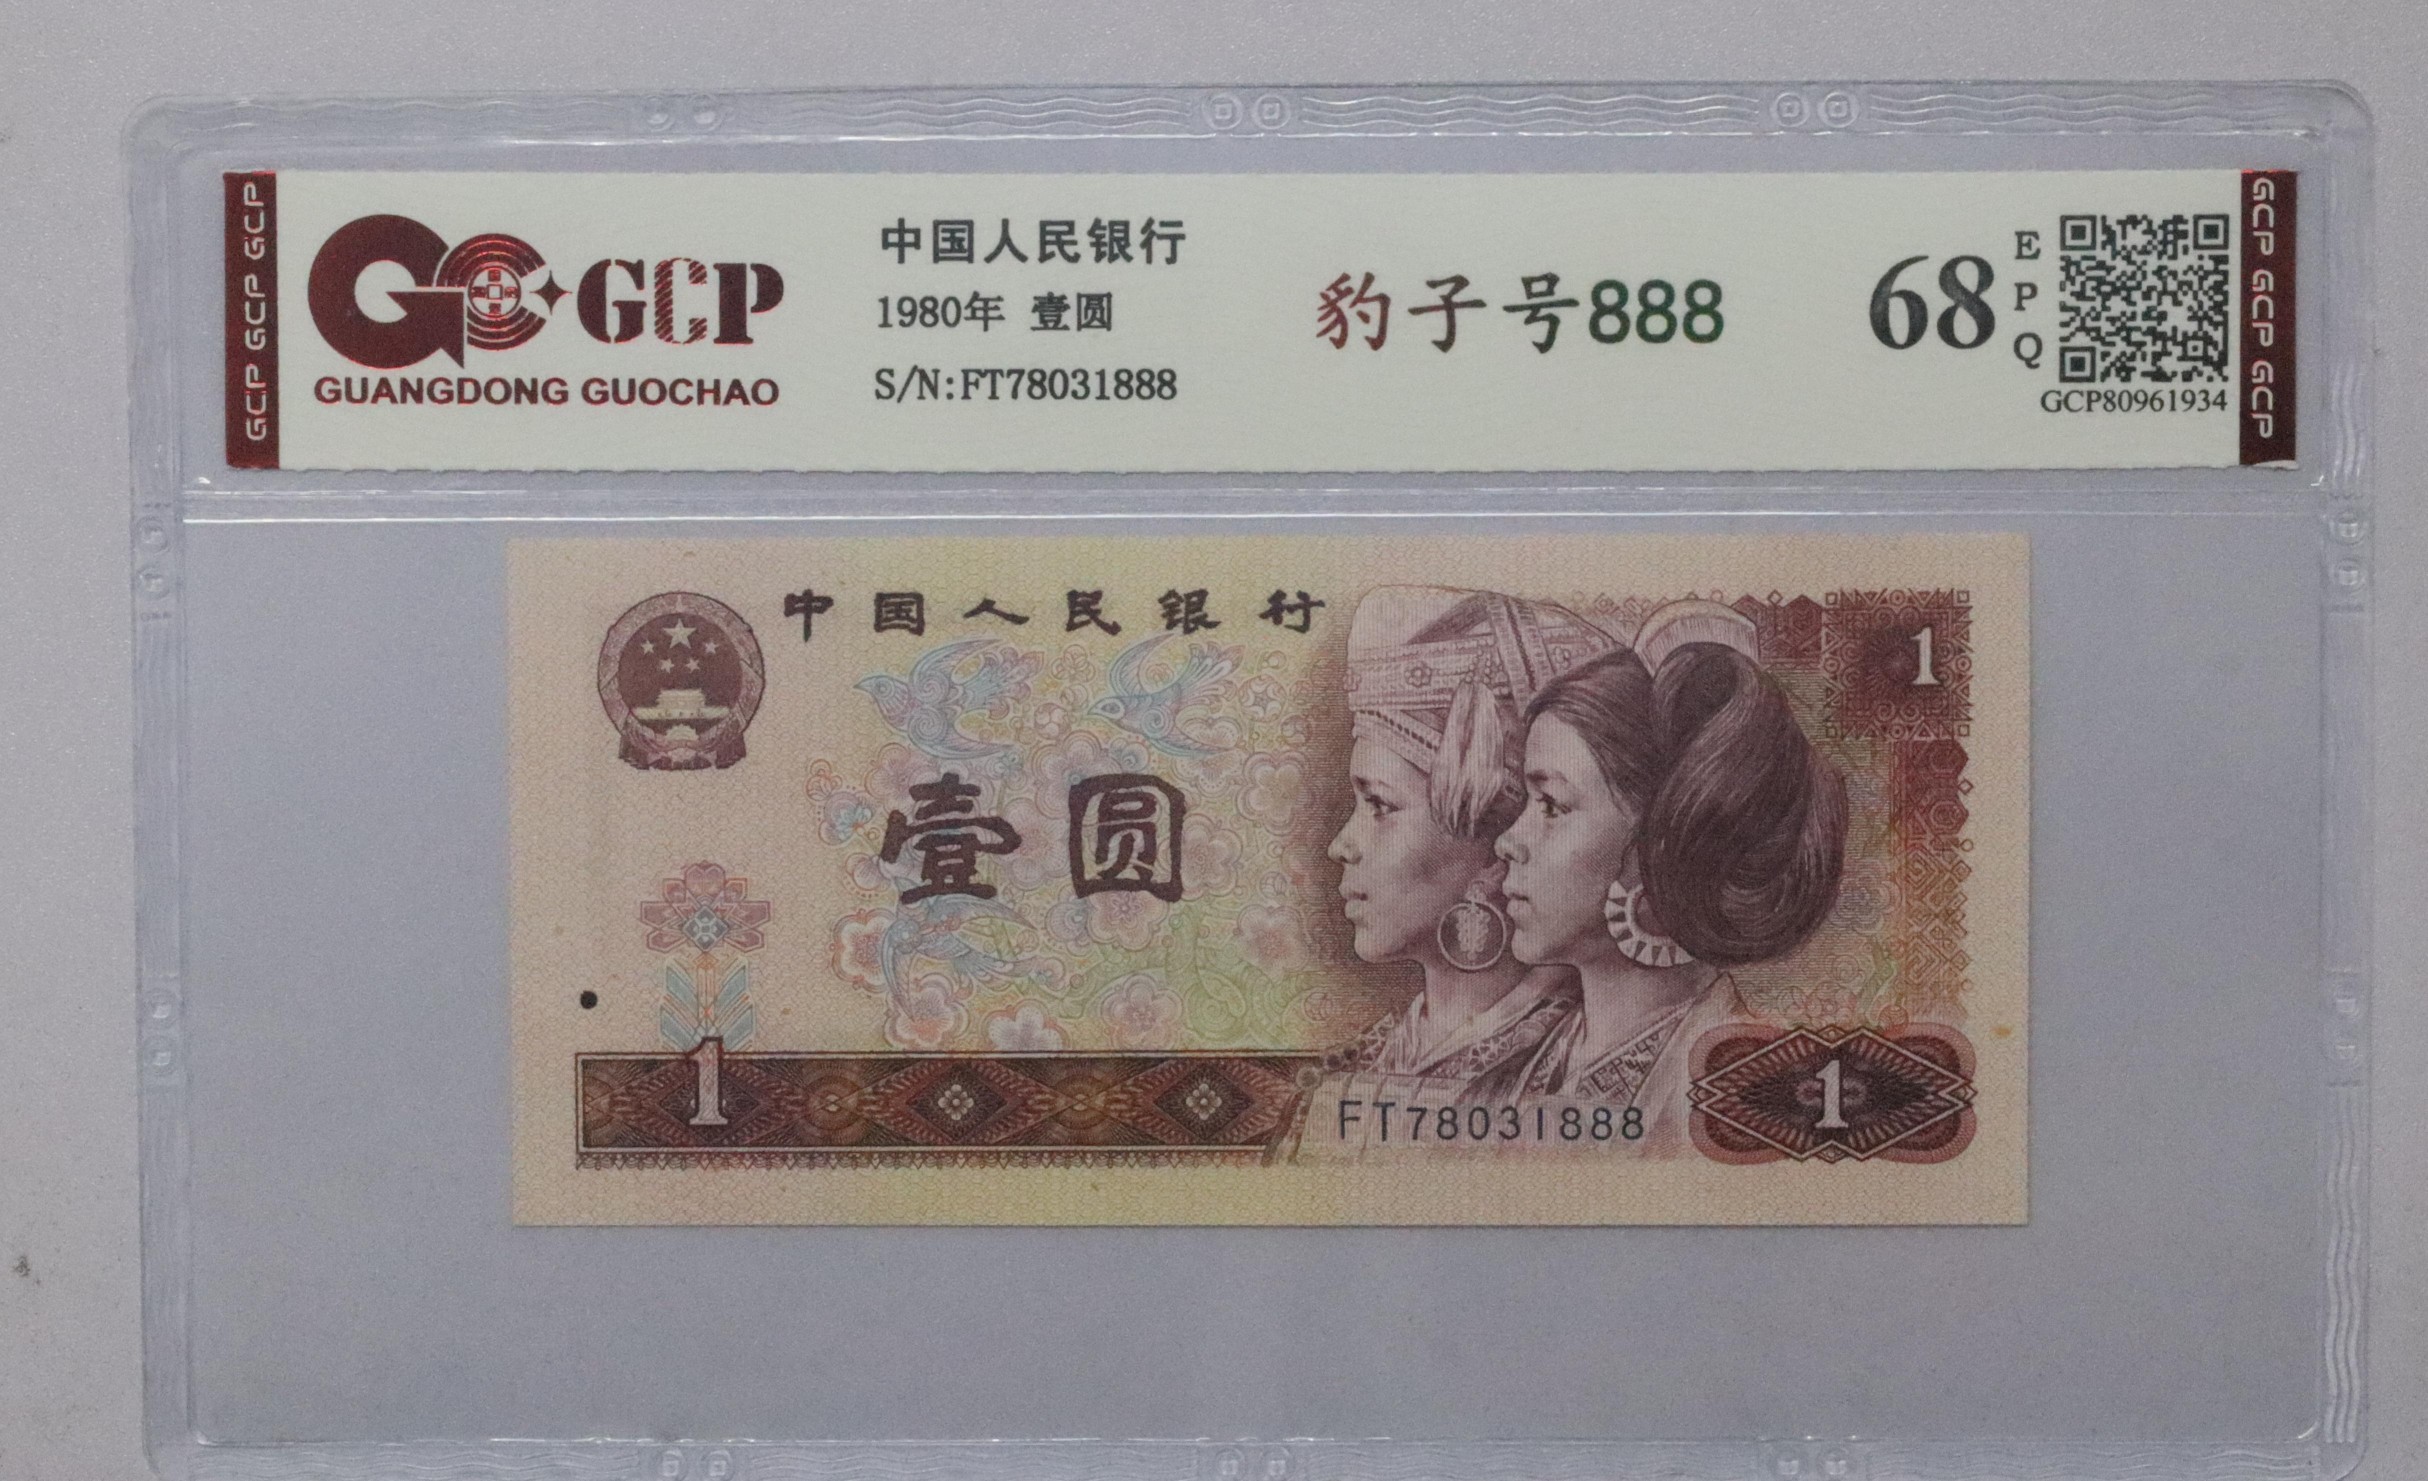 GCP GCP GCP
GCP
GUANGDONG GUOCHAO
中国人民银行
1980年 壹圆
S/N:FT78031888
豹子号888
68
E
P
Q
GCP80961934
GCP GCP GCP
中国人民银行
1
壹圆
1
FT78031888
1